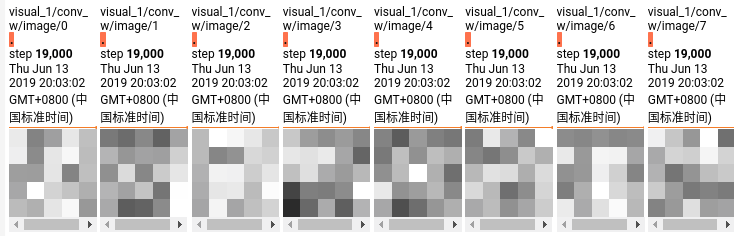 visual_1/conv_
w/image/0
.
step 19,000
Thu Jun 13
2019 20:03:02
GMT+0800 (中
国标准时间)
visual_1/conv_
w/image/1
.
step 19,000
Thu Jun 13
2019 20:03:02
GMT+0800 (中
国标准时间)
visual_1/conv_
w/image/2
.
step 19,000
Thu Jun 13
2019 20:03:02
GMT+0800 (中
国标准时间)
visual_1/conv_
w/image/3
.
step 19,000
Thu Jun 13
2019 20:03:02
GMT+0800 (中
国标准时间)
visual_1/conv_
w/image/4
.
step 19,000
Thu Jun 13
2019 20:03:02
GMT+0800 (中
国标准时间)
visual_1/conv_
w/image/5
.
step 19,000
Thu Jun 13
2019 20:03:02
GMT+0800 (中
国标准时间)
visual_1/conv_
w/image/6
.
step 19,000
Thu Jun 13
2019 20:03:02
GMT+0800 (中
国标准时间)
visual_1/conv_
w/image/7
.
step 19,000
Thu Jun 13
2019 20:03:02
GMT+0800 (中
国标准时间)